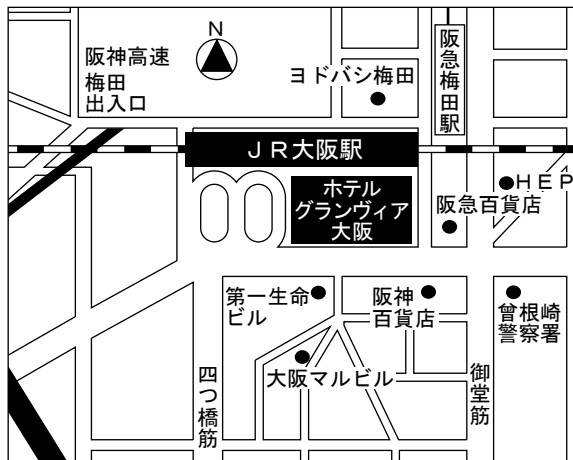 N
阪神高速
梅田
出入口
ヨドバシ梅田
阪急梅田駅
ＪＲ大阪駅
ホテル
グランヴィア
大阪
ＨＥＰ
阪急百貨店
第一生命
ビル
阪神
百貨店
曾根崎
警察署
大阪マルビル
四つ橋筋
御堂筋